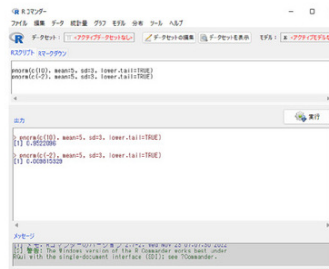 R コマンダー
ファイル 編集 データ 統計量 グラフ モデル 分布 ツール ヘルプ
データセット: <アクティブデータセットなし> データセットの編集 データセットを表示 モデル: <アクティブモデルな
Rスクリプト Rマークダウン
pnorm(c(10), mean=5, sd=3, lower.tail=TRUE)
pnorm(c(-2), mean=5, sd=3, lower.tail=TRUE)
実行
出力
> pnorm(c(10), mean=5, sd=3, lower.tail=TRUE)
[1] 0.9522096
> pnorm(c(-2), mean=5, sd=3, lower.tail=TRUE)
[1] 0.009815329
メッセージ
[2] 警告: The Windows version of the R Commander works best under
RGui with the single-document interface (SDI); see ?Commander.